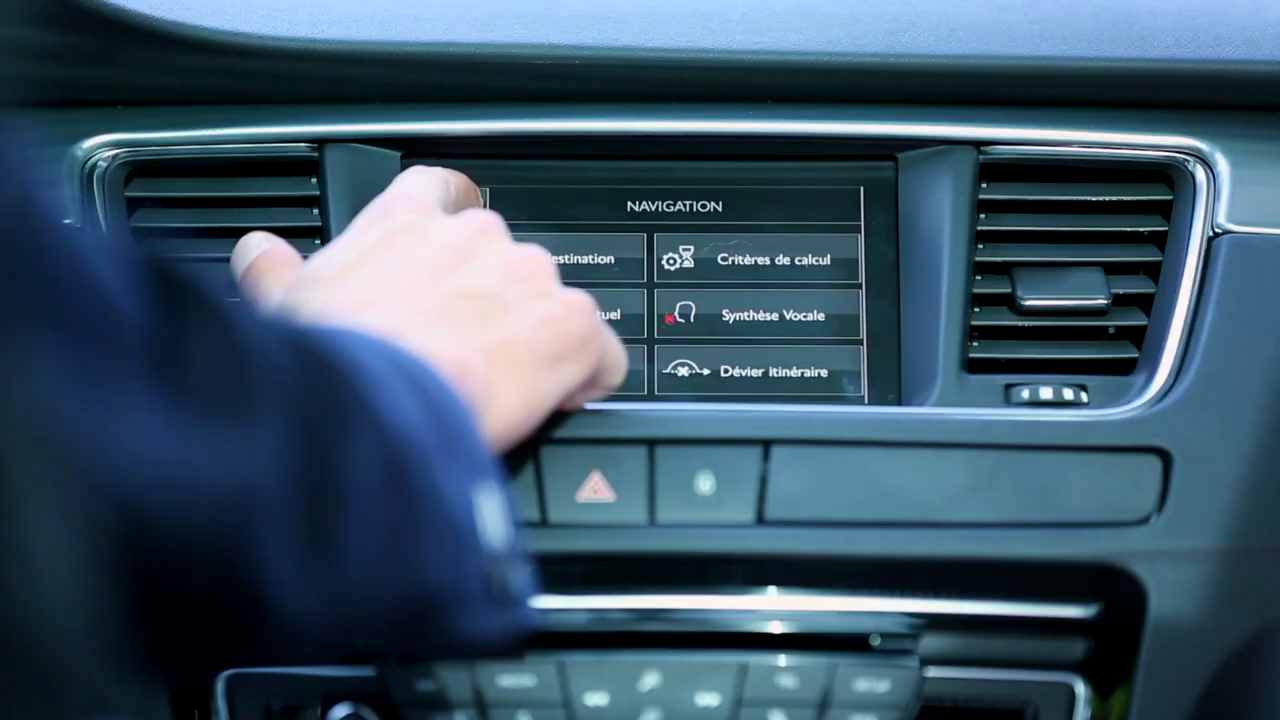 NAVIGATION
Critères de calcul
Synthèse Vocale
Dévier itinéraire